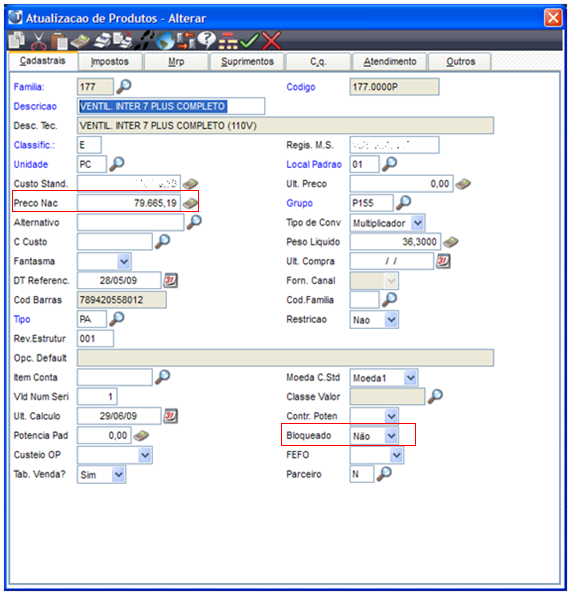 Atualizacao de Produtos - Alterar
Cadastrais Impostos Mrp Suprimentos C.q. Atendimento Outros
Familia: 177 Codigo 177.0000P
Descricao VENTIL. INTER 7 PLUS COMPLETO
Desc. Tec. VENTIL. INTER 7 PLUS COMPLETO (110V)
Classific.: E Regis. M.S.
Unidade PC Local Padrao 01
Custo Stand. Ult. Preco 0,00
Preco Nac 79.665,19 Grupo P155
Alternativo Tipo de Conv Multiplicador
C Custo Peso Liquido 36,3000
Fantasma Ult. Compra / /
DT Referenc. 28/05/09 Forn. Canal
Cod Barras 789420558012 Cod.Familia
Tipo PA Restricao Nao
Rev.Estrutur 001
Opc. Default
Item Conta Moeda C.Std Moeda1
Vld Num Seri 1 Classe Valor
Ult. Calculo 29/06/09 Contr. Poten
Potencia Pad 0,00 Bloqueado Não
Custeio OP FEFO
Tab. Venda? Sim Parceiro N